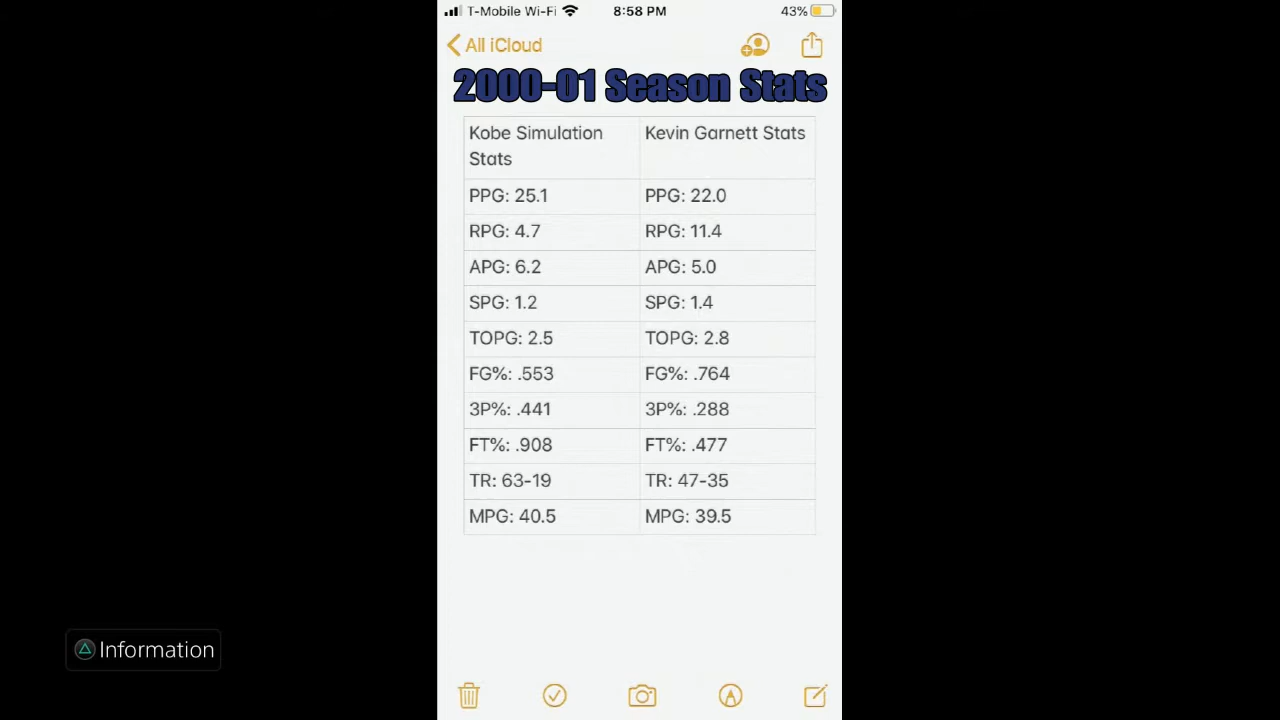 T-Mobile Wi-Fi 8:58 PM 43%
All iCloud
2000-01 Season Stats
Kobe Simulation Stats Kevin Garnett Stats
PPG: 25.1 PPG: 22.0
RPG: 4.7 RPG: 11.4
APG: 6.2 APG: 5.0
SPG: 1.2 SPG: 1.4
TOPG: 2.5 TOPG: 2.8
FG%: .553 FG%: .764
3P%: .441 3P%: .288
FT%: .908 FT%: .477
TR: 63-19 TR: 47-35
MPG: 40.5 MPG: 39.5
Information